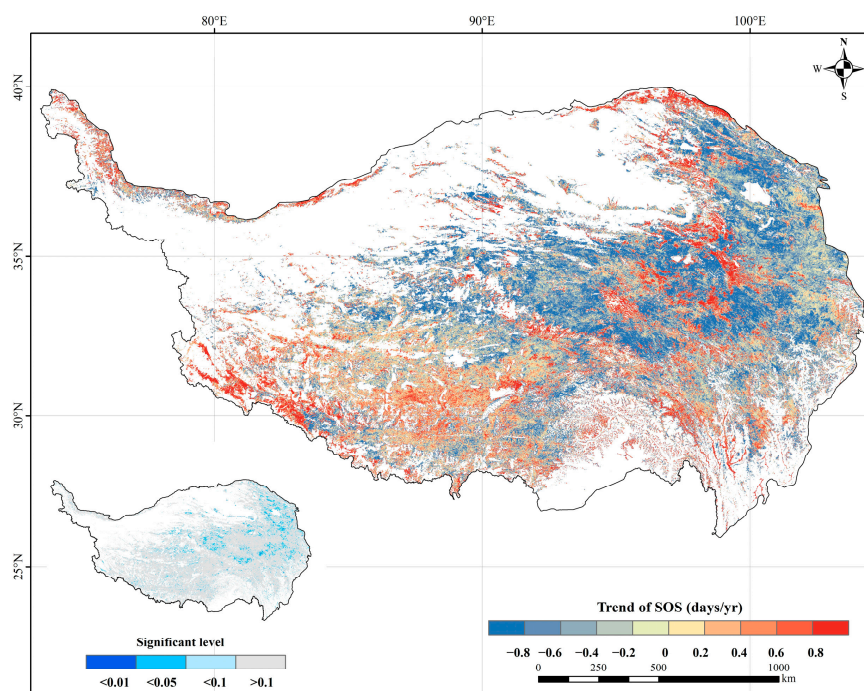 80°E 90°E 100°E
N
W E
S
40°N
35°N
30°N
25°N
Trend of SOS (days/yr)
−0.8 −0.6 −0.4 −0.2 0 0.2 0.4 0.6 0.8
0 250 500 1000
km
Significant level
<0.01 <0.05 <0.1 >0.1